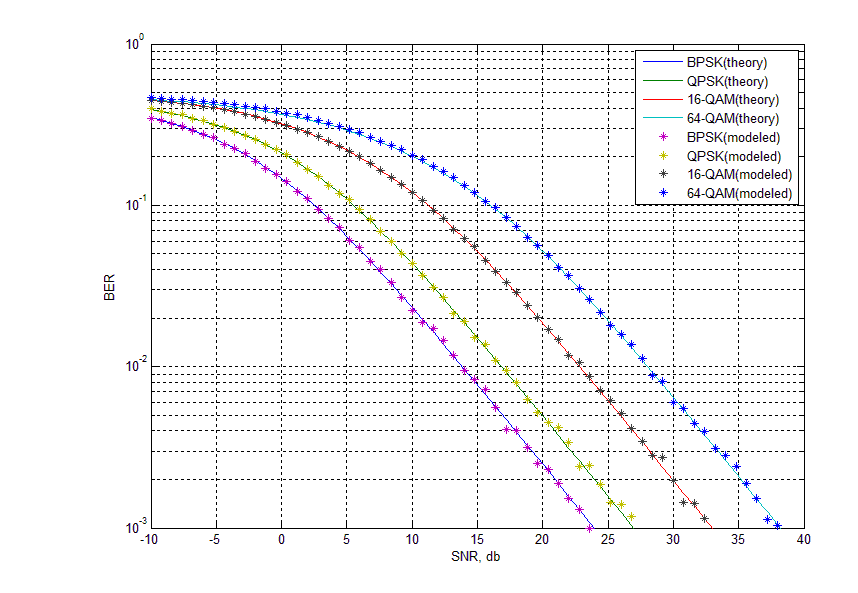 10^0
10^-1
10^-2
10^-3
BER
-10 -5 0 5 10 15 20 25 30 35 40
SNR, db
BPSK(theory)
QPSK(theory)
16-QAM(theory)
64-QAM(theory)
BPSK(modeled)
QPSK(modeled)
16-QAM(modeled)
64-QAM(modeled)